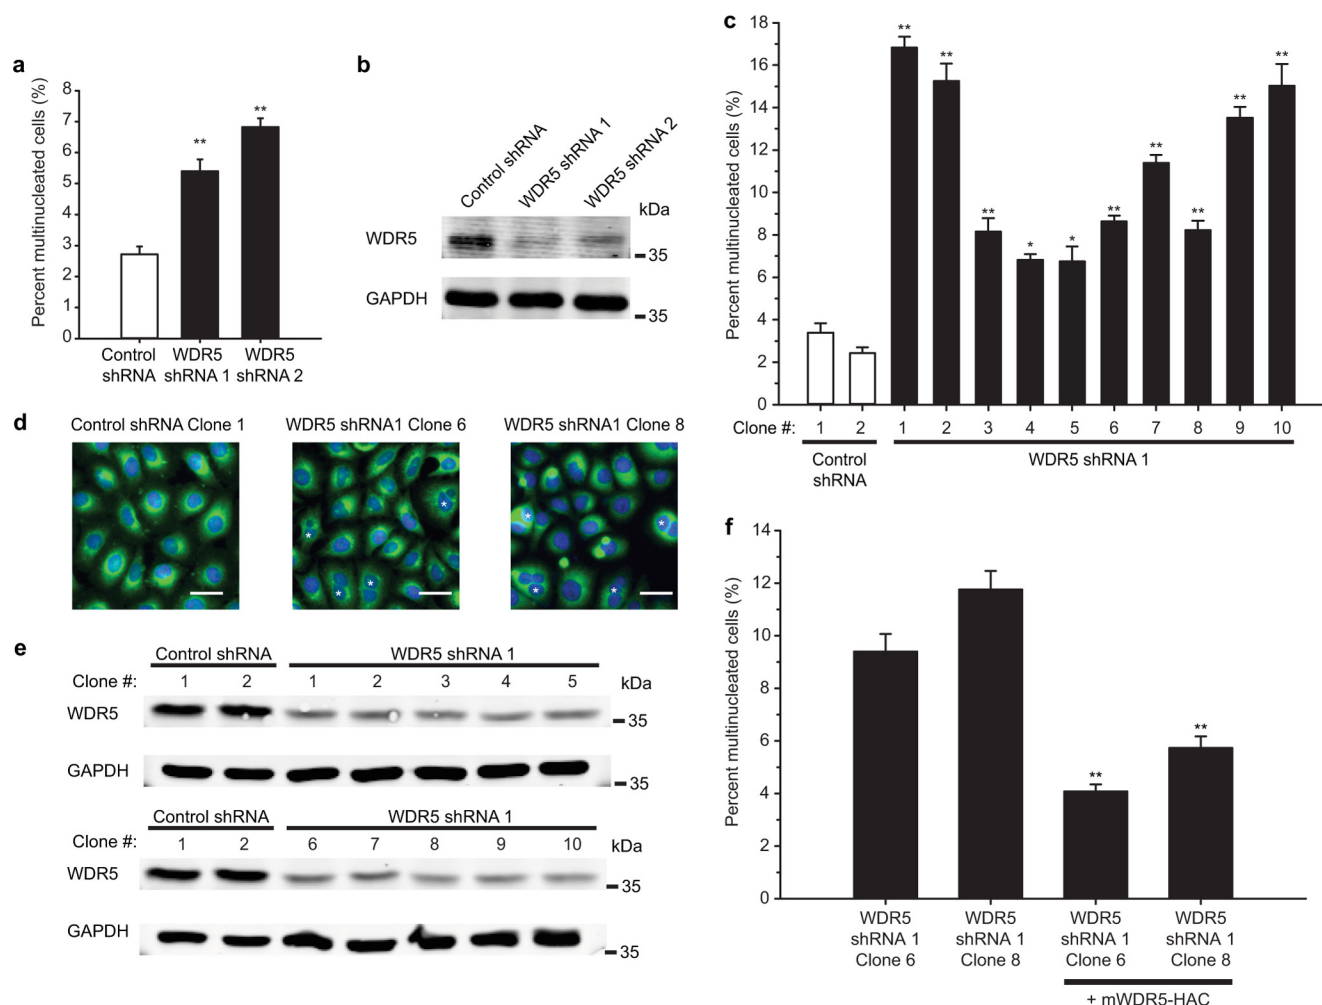 a
Percent multinucleated cells (%)
8
7
6
5
4
3
2
1
0
**
**
Control shRNA
WDR5 shRNA 1
WDR5 shRNA 2
b
Control shRNA
WDR5 shRNA 1
WDR5 shRNA 2
kDa
WDR5
35
GAPDH
35
c
Percent multinucleated cells (%)
18
16
14
12
10
8
6
4
2
0
**
**
**
*
*
**
**
**
**
**
Clone #: 1 2 1 2 3 4 5 6 7 8 9 10
Control shRNA
WDR5 shRNA 1
d
Control shRNA Clone 1
WDR5 shRNA1 Clone 6
WDR5 shRNA1 Clone 8
* * * *
* * * *
e
Control shRNA WDR5 shRNA 1
Clone #: 1 2 1 2 3 4 5 kDa
WDR5
35
GAPDH
35
Control shRNA WDR5 shRNA 1
Clone #: 1 2 6 7 8 9 10 kDa
WDR5
35
GAPDH
35
f
Percent multinucleated cells (%)
14
12
10
8
6
4
2
0
**
**
WDR5 shRNA 1 Clone 6
WDR5 shRNA 1 Clone 8
WDR5 shRNA 1 Clone 6
WDR5 shRNA 1 Clone 8
+ mWDR5-HAC